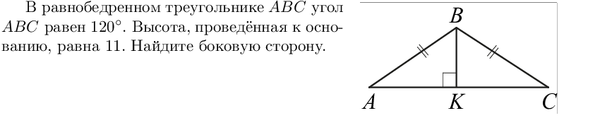 В равнобедренном треугольнике ABC угол
ABC равен 120°. Высота, проведённая к осно-
ванию, равна 11. Найдите боковую сторону.
B
A K C